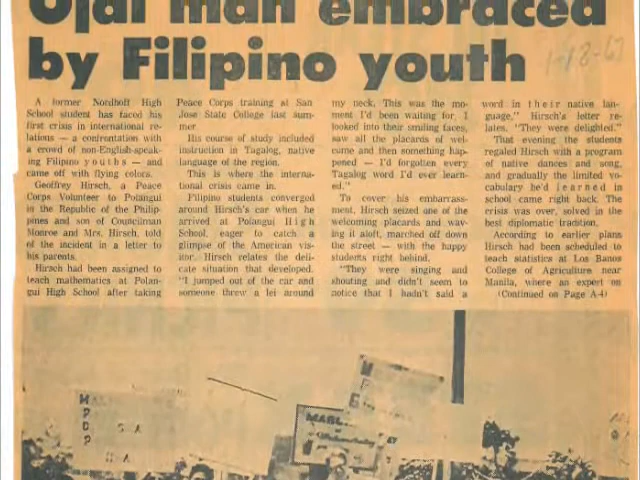 Ojai man embraced
by Filipino youth
1-18-67
A former Nordhoff High
School student has faced his
first crisis in international re-
lations — a confrontation with
a crowd of non-English-speak-
ing Filipino youths — and
came off with flying colors.
Geoffrey Hirsch, a Peace
Corps Volunteer to Polangui
in the Republic of the Philip-
pines and son of Councilman
Monroe and Mrs. Hirsch, told
of the incident in a letter to
his parents.
Hirsch had been assigned to
teach mathematics at Polan-
gui High School after taking
Peace Corps training at San
Jose State College last sum-
mer.
His course of study included
instruction in Tagalog, native
language of the region.
This is where the interna-
tional crisis came in.
Filipino students converged
around Hirsch's car when he
arrived at Polangui High
School, eager to catch a
glimpse of the American vis-
itor. Hirsch relates the deli-
cate situation that developed.
"I jumped out of the car and
someone threw a lei around
my neck. This was the mo-
ment I'd been waiting for. I
looked into their smiling faces,
saw all the placards of wel-
come and then something hap-
pened — I'd forgotten every
Tagalog word I'd ever learn-
ed."
To cover his embarrass-
ment, Hirsch seized one of the
welcoming placards and wav-
ing it aloft, marched off down
the street — with the happy
students right behind.
"They were singing and
shouting and didn't seem to
notice that I hadn't said a
word in their native lan-
guage," Hirsch's letter re-
lates. "They were delighted."
That evening the students
regaled Hirsch with a program
of native dances and song,
and gradually the limited vo-
cabulary he'd learned in
school came right back. The
crisis was over, solved in the
best diplomatic tradition.
According to earlier plans
Hirsch had been scheduled to
teach statistics at Los Banos
College of Agriculture near
Manila, where an expert on
(Continued on Page A-4)